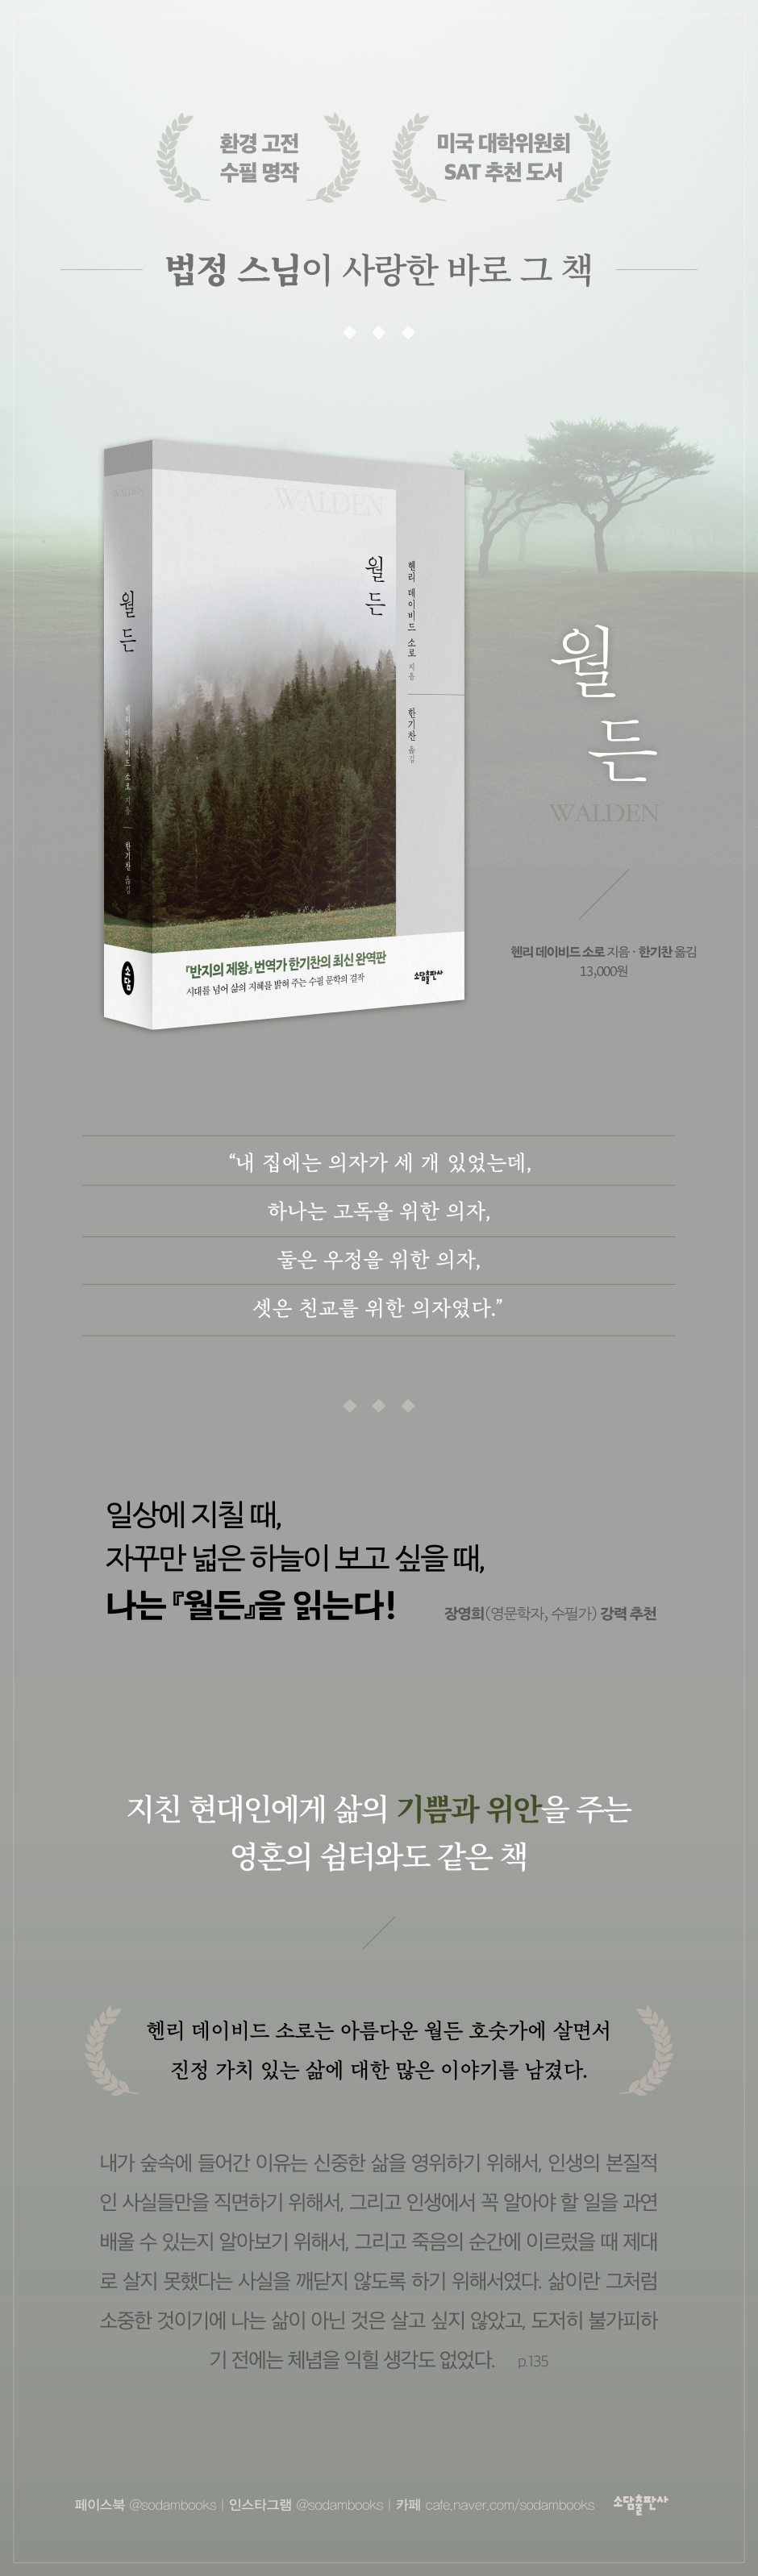 환경 고전
수필 명작
미국 대학위원회
SAT 추천 도서
법정 스님이 사랑한 바로 그 책
WALDEN
월든
헨리 데이비드 소로 지음
한기찬 옮김
WALDEN
월든
헨리 데이비드 소로 지음
한기찬 옮김
『반지의 제왕』 번역가 한기찬의 최신 완역판
시대를 넘어 삶의 지혜를 밝혀 주는 수필 문학의 걸작
소담출판사
소담
월든
WALDEN
헨리 데이비드 소로 지음 · 한기찬 옮김
13,000원
“내 집에는 의자가 세 개 있었는데,
하나는 고독을 위한 의자,
둘은 우정을 위한 의자,
셋은 친교를 위한 의자였다.”
일상에 지칠 때,
자꾸만 넓은 하늘이 보고 싶을 때,
나는 『월든』을 읽는다!
장영희(영문학자, 수필가) 강력 추천
지친 현대인에게 삶의 기쁨과 위안을 주는
영혼의 쉼터와도 같은 책
헨리 데이비드 소로는 아름다운 월든 호숫가에 살면서
진정 가치 있는 삶에 대한 많은 이야기를 남겼다.
내가 숲속에 들어간 이유는 신중한 삶을 영위하기 위해서, 인생의 본질적
인 사실들만을 직면하기 위해서, 그리고 인생에서 꼭 알아야 할 일을 과연
배울 수 있는지 알아보기 위해서, 그리고 죽음의 순간에 이르렀을 때 제대
로 살지 못했다는 사실을 깨닫지 않도록 하기 위해서였다. 삶이란 그처럼
소중한 것이기에 나는 삶이 아닌 것은 살고 싶지 않았고, 도저히 불가피하
기 전에는 체념을 익힐 생각도 없었다. p.135
페이스북 @sodambooks | 인스타그램 @sodambooks | 카페 cafe.naver.com/sodambooks 소담출판사